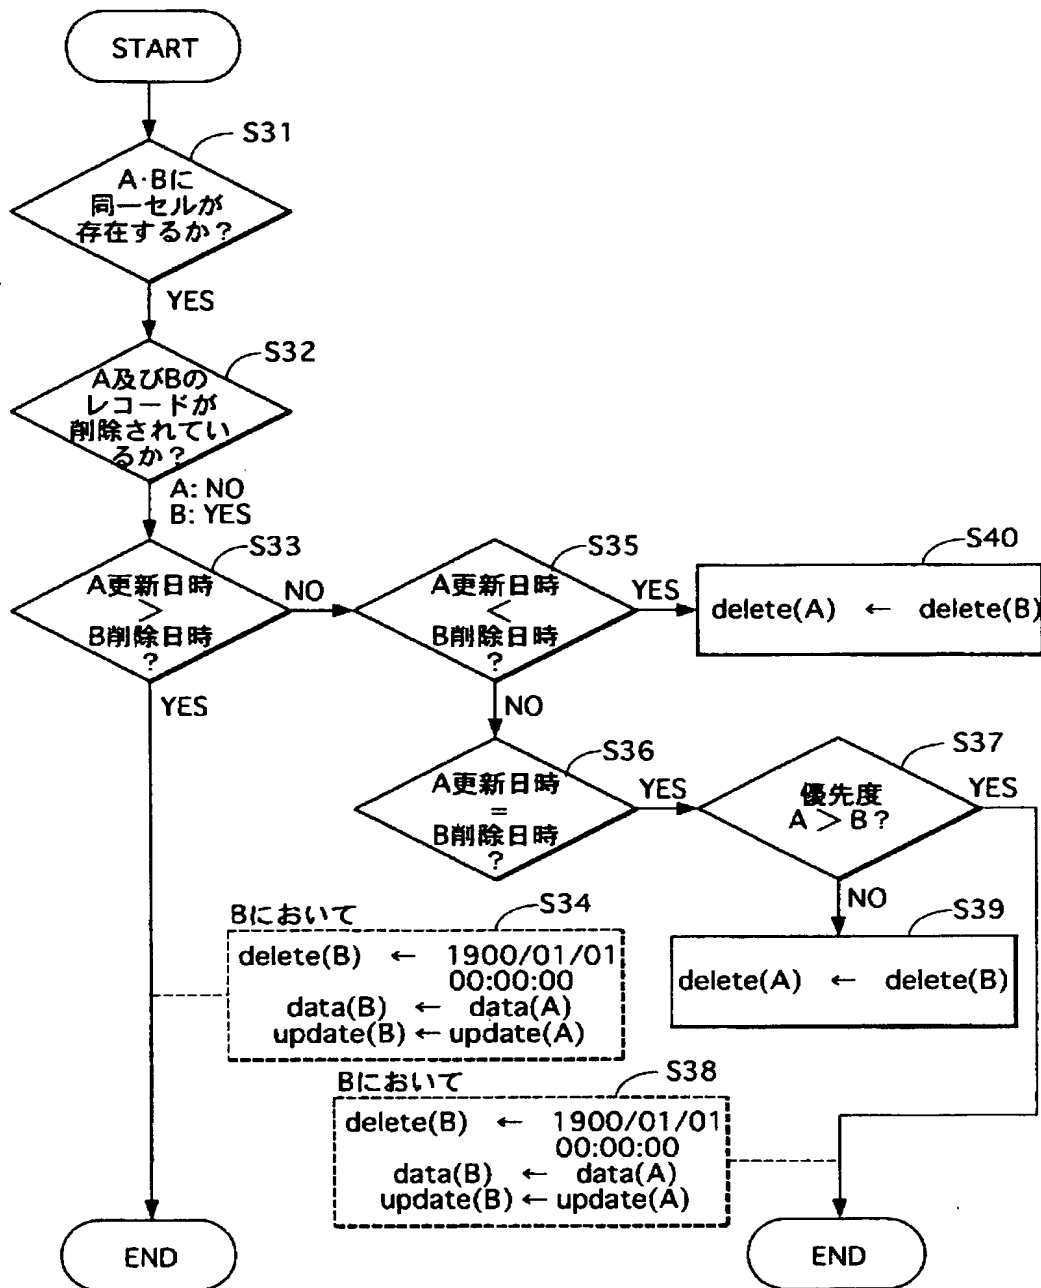 START
S31
A・Bに
同一セルが
存在するか?
YES
S32
A及びBの
レコードが
削除されてい
るか?
A: NO
B: YES
S33
A更新日時
>
B削除日時
?
NO
YES
S35
A更新日時
<
B削除日時
?
YES
NO
S40
delete(A) ← delete(B)
S36
A更新日時
=
B削除日時
?
YES
S37
優先度
A>B?
YES
NO
S39
delete(A) ← delete(B)
Bにおいて
S34
delete(B) ← 1900/01/01
00:00:00
data(B) ← data(A)
update(B) ← update(A)
Bにおいて
S38
delete(B) ← 1900/01/01
00:00:00
data(B) ← data(A)
update(B) ← update(A)
END
END